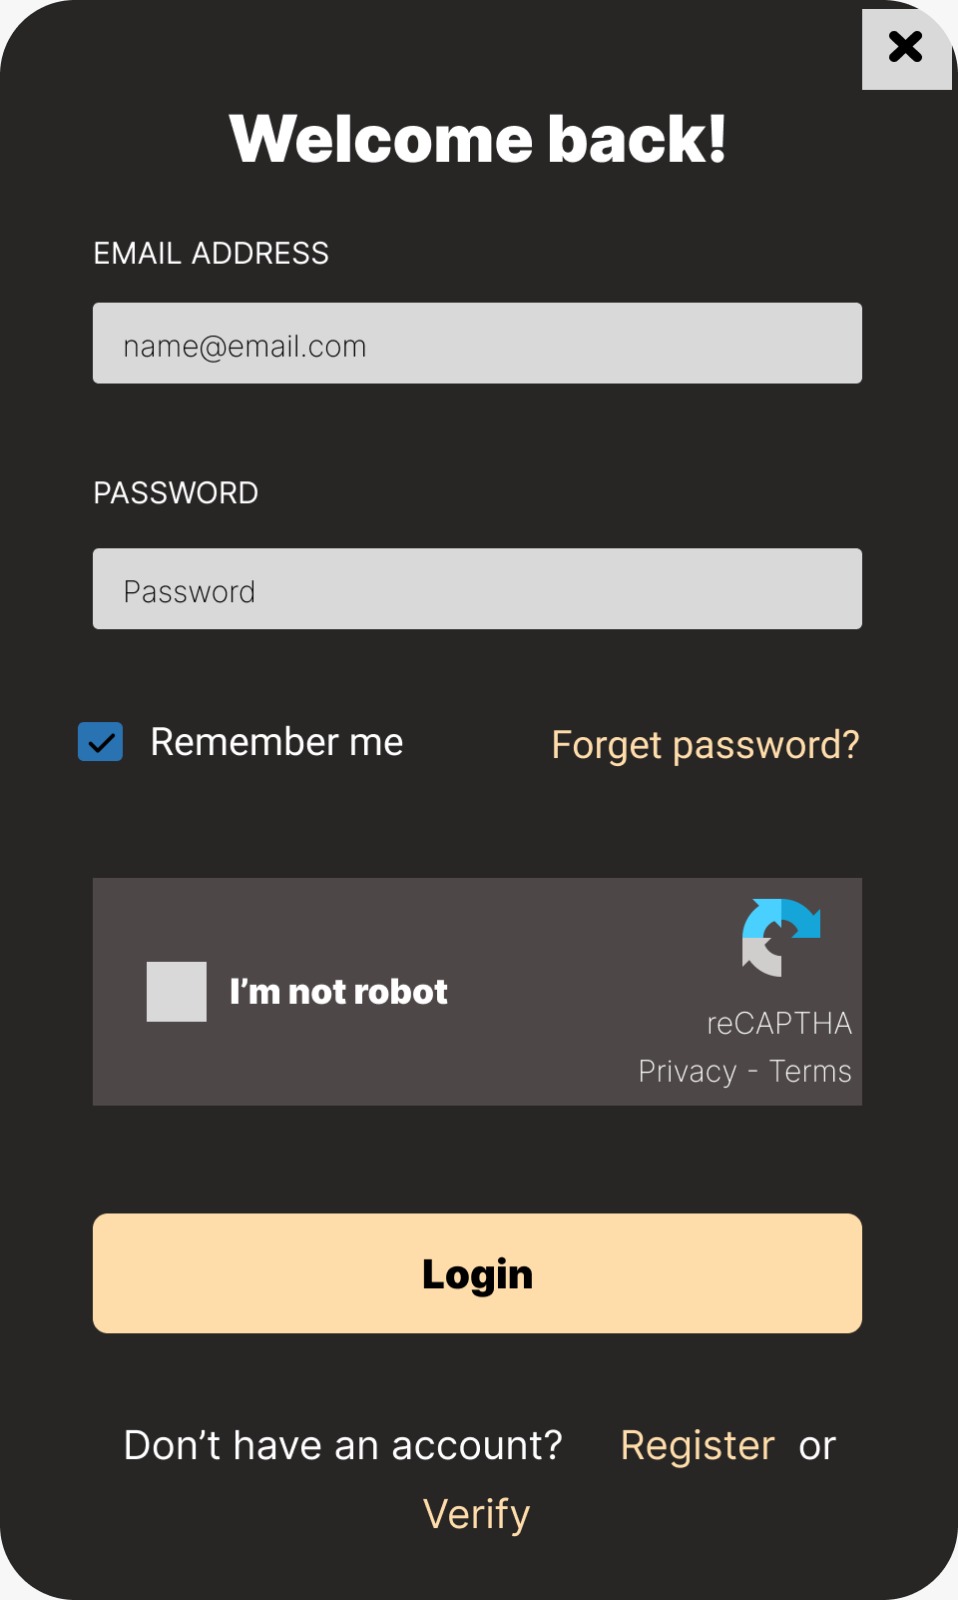 Welcome back!
EMAIL ADDRESS
name@email.com
PASSWORD
Password
Remember me
Forget password?
I’m not robot
reCAPTHA
Privacy - Terms
Login
Don’t have an account? Register or
Verify